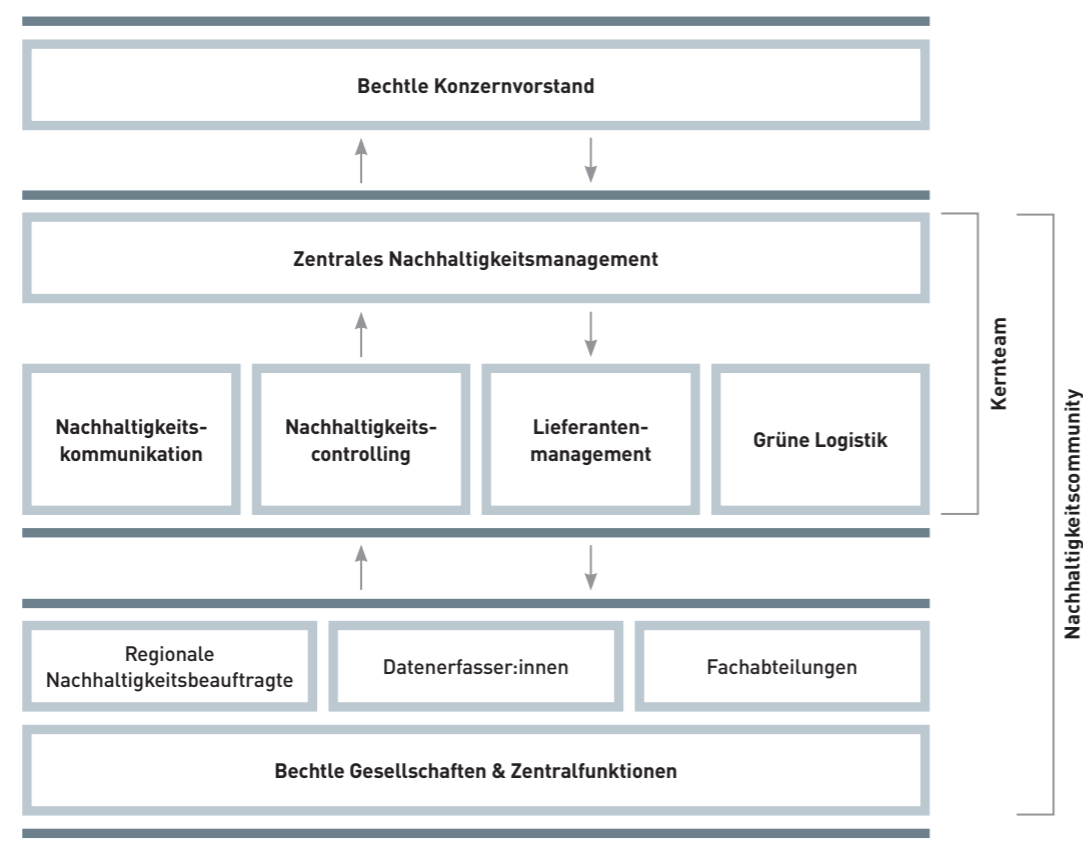 Bechtle Konzernvorstand
Zentrales Nachhaltigkeitsmanagement
Nachhaltigkeits-
kommunikation
Nachhaltigkeits-
controlling
Lieferanten-
management
Grüne Logistik
Kernteam
Nachhaltigkeitscommunity
Regionale
Nachhaltigkeitsbeauftragte
Datenerfasser:innen
Fachabteilungen
Bechtle Gesellschaften & Zentralfunktionen